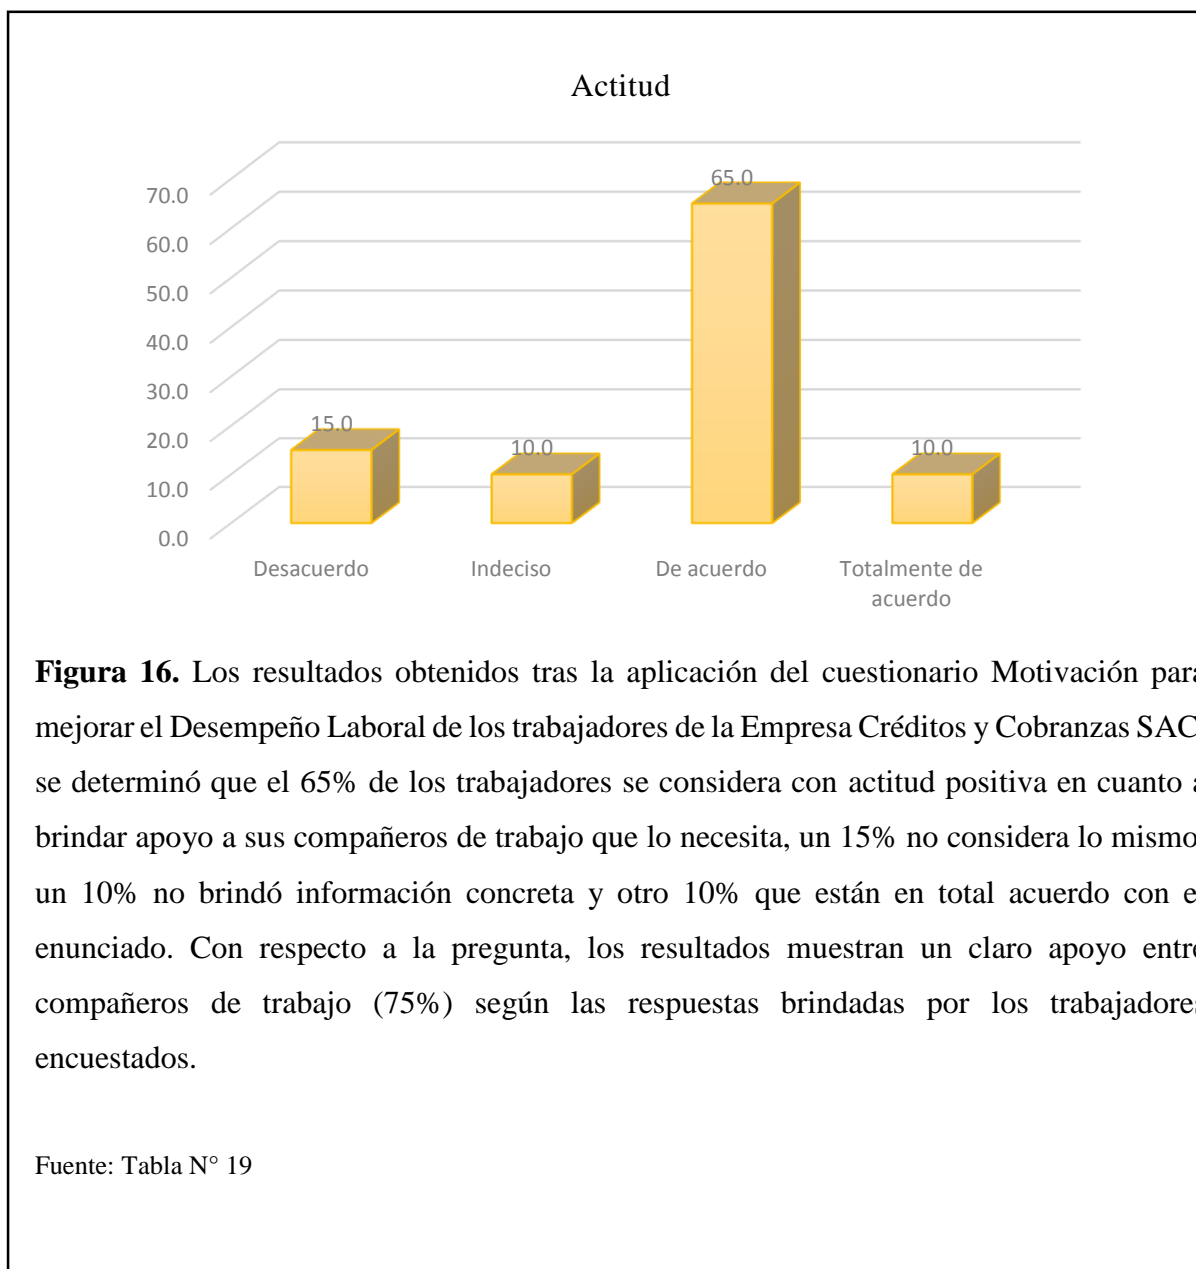 Actitud
70.0
60.0
50.0
40.0
30.0
20.0
10.0
0.0
65.0
15.0
10.0
10.0
Desacuerdo
Indeciso
De acuerdo
Totalmente de
acuerdo
Figura 16. Los resultados obtenidos tras la aplicación del cuestionario Motivación para
mejorar el Desempeño Laboral de los trabajadores de la Empresa Créditos y Cobranzas SAC
se determinó que el 65% de los trabajadores se considera con actitud positiva en cuanto a
brindar apoyo a sus compañeros de trabajo que lo necesita, un 15% no considera lo mismo
un 10% no brindó información concreta y otro 10% que están en total acuerdo con e
enunciado. Con respecto a la pregunta, los resultados muestran un claro apoyo entre
compañeros de trabajo (75%) según las respuestas brindadas por los trabajadores
encuestados.
Fuente: Tabla N° 19